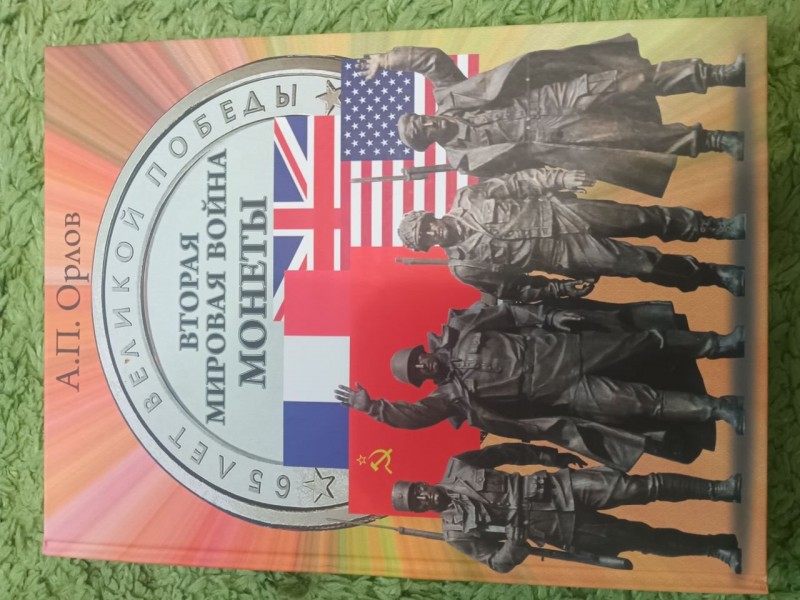 А.П. Орлов
65 ЛЕТ ВЕЛИКОЙ ПОБЕДЫ
ВТОРАЯ
МИРОВАЯ ВОЙНА
МОНЕТЫ